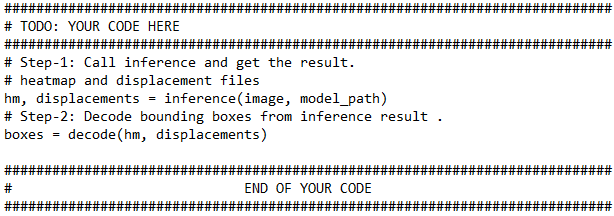 ############################################################################
# TODO: YOUR CODE HERE
############################################################################
# Step-1: Call inference and get the result.
# heatmap and displacement files
hm, displacements = inference(image, model_path)
# Step-2: Decode bounding boxes from inference result .
boxes = decode(hm, displacements)
############################################################################
#                             END OF YOUR CODE
############################################################################